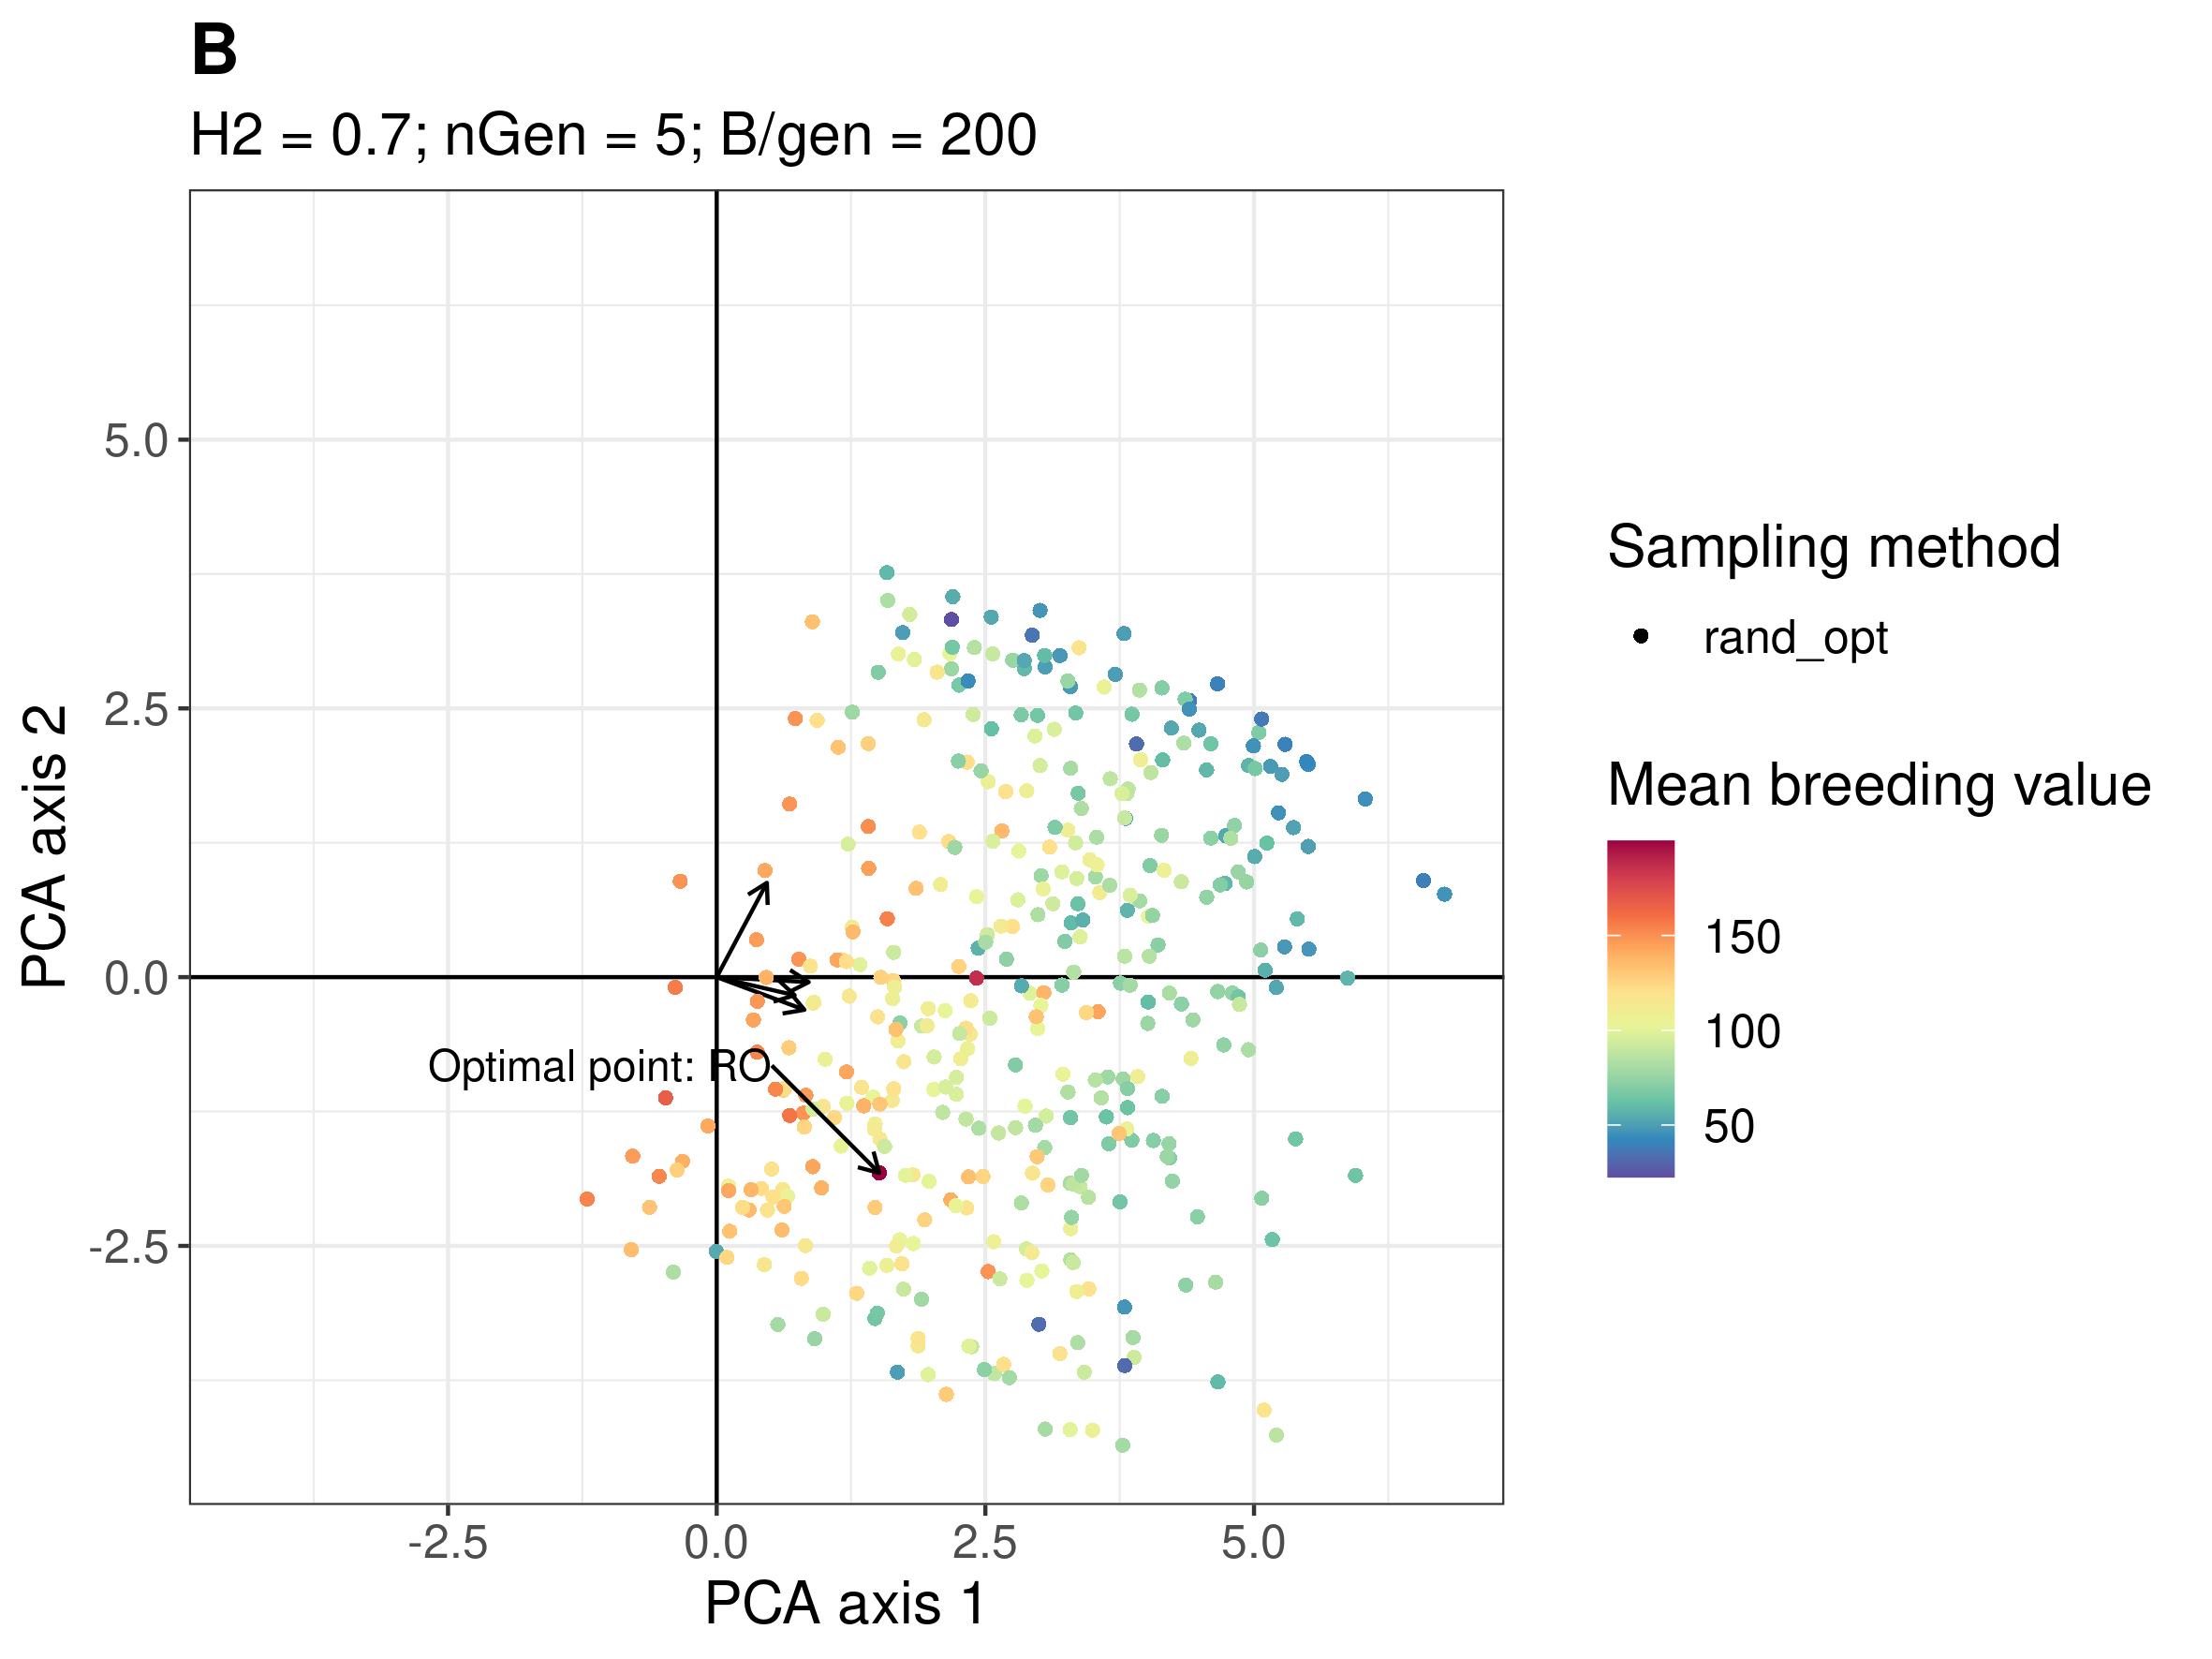 B
H2 = 0.7; nGen = 5; B/gen = 200
PCA axis 2
5.0
2.5
0.0
-2.5
Optimal point: RO
-2.5
0.0
2.5
5.0
PCA axis 1
Sampling method
rand_opt
Mean breeding value
150
100
50